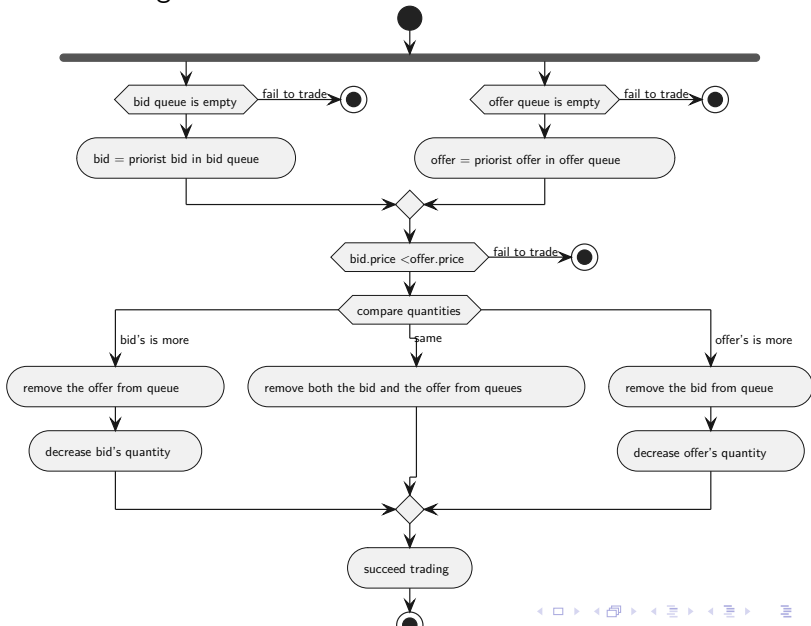 bid queue is empty
fail to trade
offer queue is empty
fail to trade
bid = priorist bid in bid queue
offer = priorist offer in offer queue
bid.price <offer.price
fail to trade
compare quantities
bid's is more
same
offer's is more
remove the offer from queue
remove both the bid and the offer from queues
remove the bid from queue
decrease bid's quantity
decrease offer's quantity
succeed trading